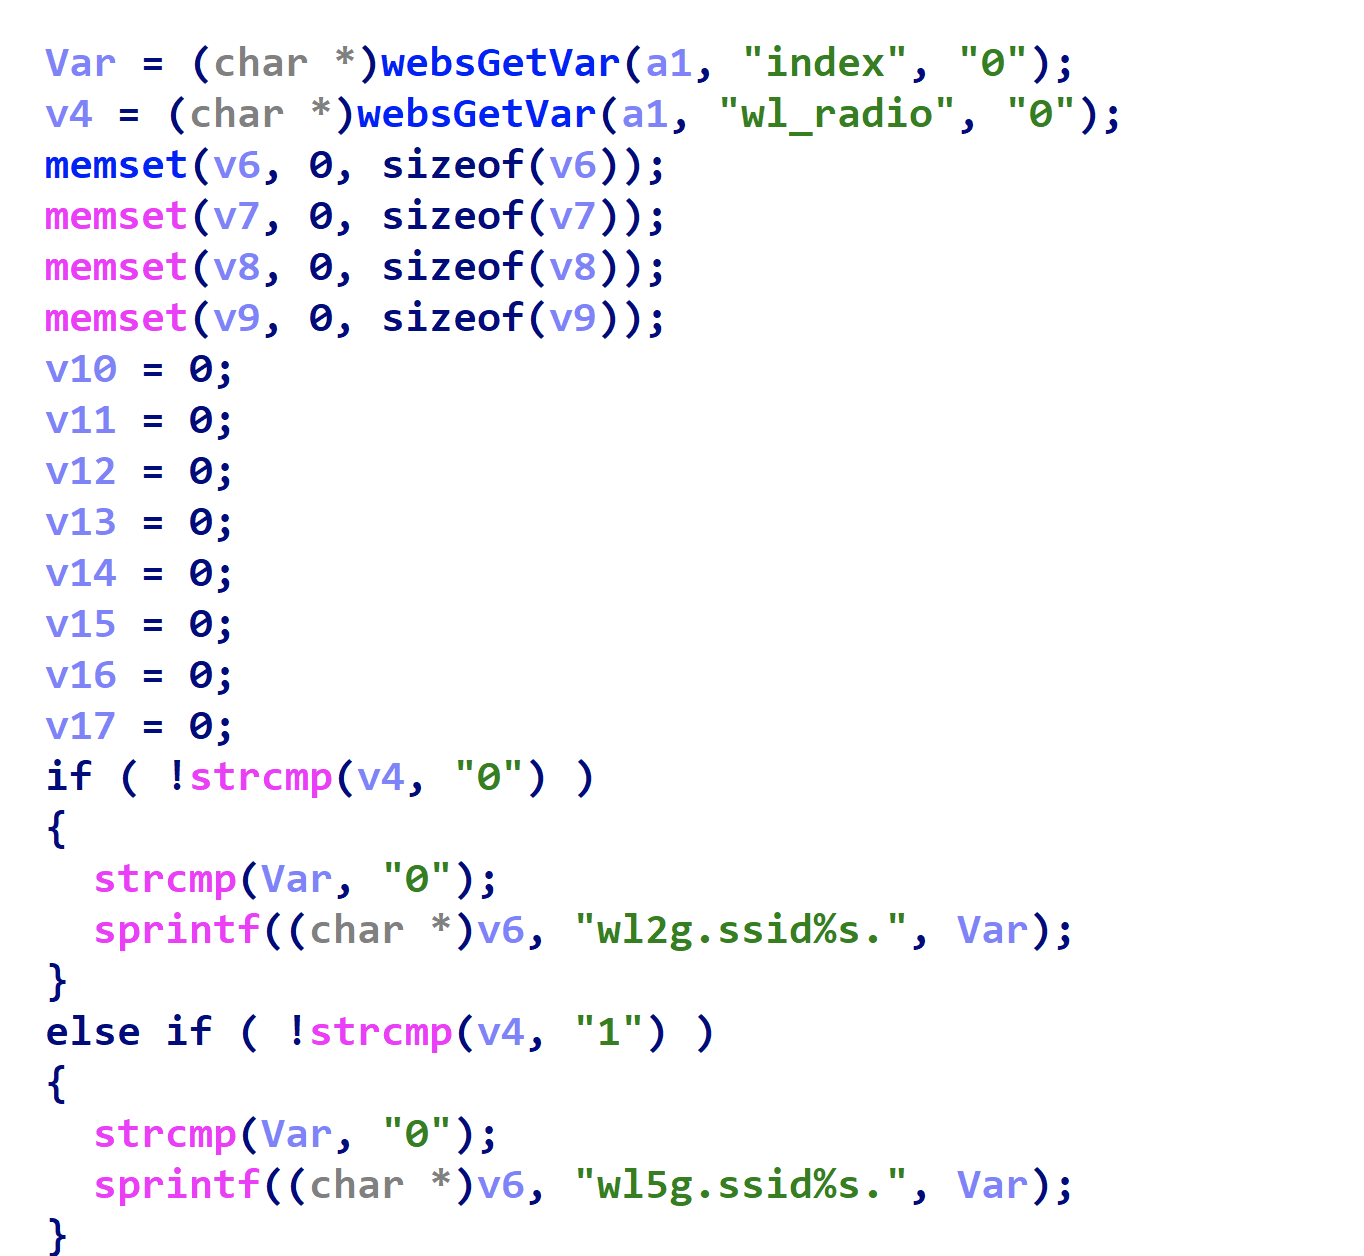 Var = (char *)websGetVar(a1, "index", "0");
v4 = (char *)websGetVar(a1, "wl_radio", "0");
memset(v6, 0, sizeof(v6));
memset(v7, 0, sizeof(v7));
memset(v8, 0, sizeof(v8));
memset(v9, 0, sizeof(v9));
v10 = 0;
v11 = 0;
v12 = 0;
v13 = 0;
v14 = 0;
v15 = 0;
v16 = 0;
v17 = 0;
if ( !strcmp(v4, "0") )
{
  strcmp(Var, "0");
  sprintf((char *)v6, "wl2g.ssid%s.", Var);
}
else if ( !strcmp(v4, "1") )
{
  strcmp(Var, "0");
  sprintf((char *)v6, "wl5g.ssid%s.", Var);
}